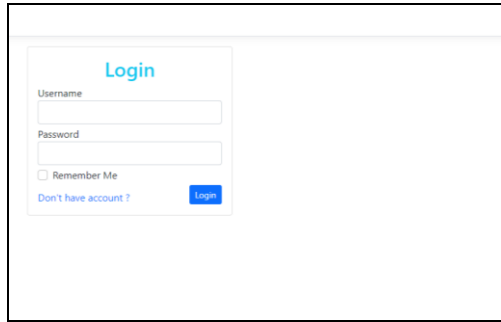 Login
Username
Password
Remember Me
Don't have account ?
Login